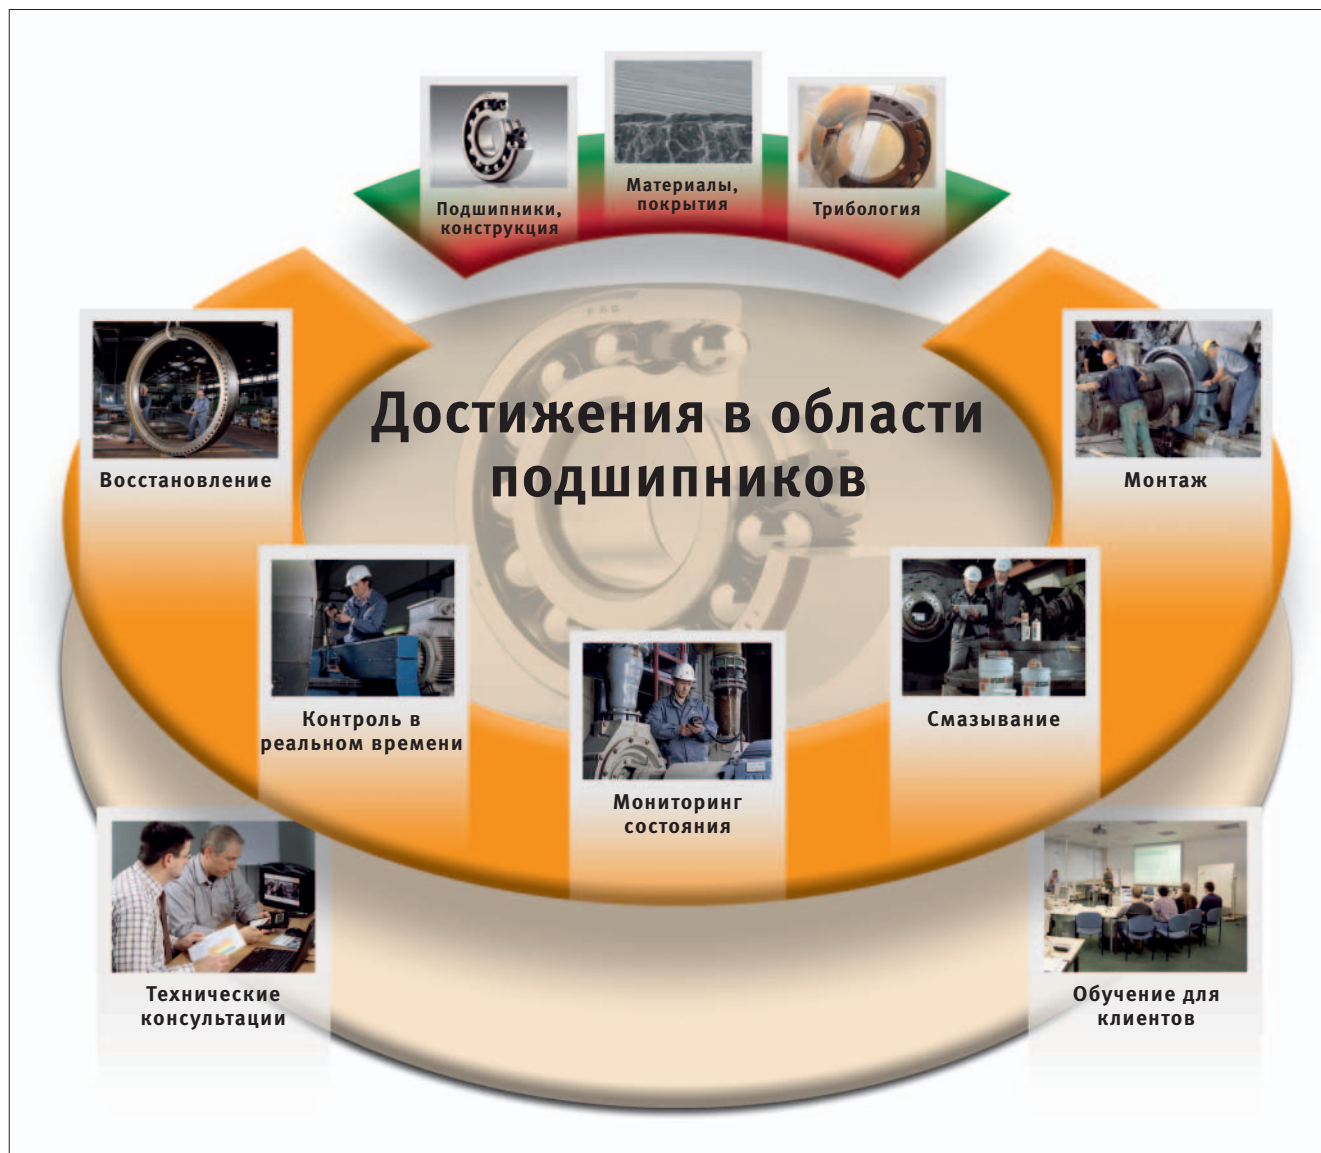 Подшипники,
конструкция
Материалы,
покрытия
Трибология
FAG
Достижения в области
подшипников
Восстановление
Монтаж
Контроль в
реальном времени
Мониторинг
состояния
Смазывание
Технические
консультации
Обучение для
клиентов